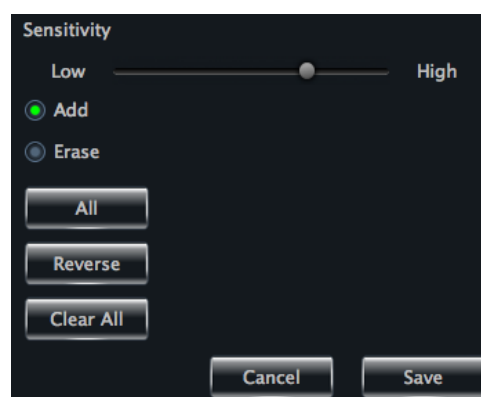 Sensitivity
Low High
Add
Erase
All
Reverse
Clear All
Cancel Save